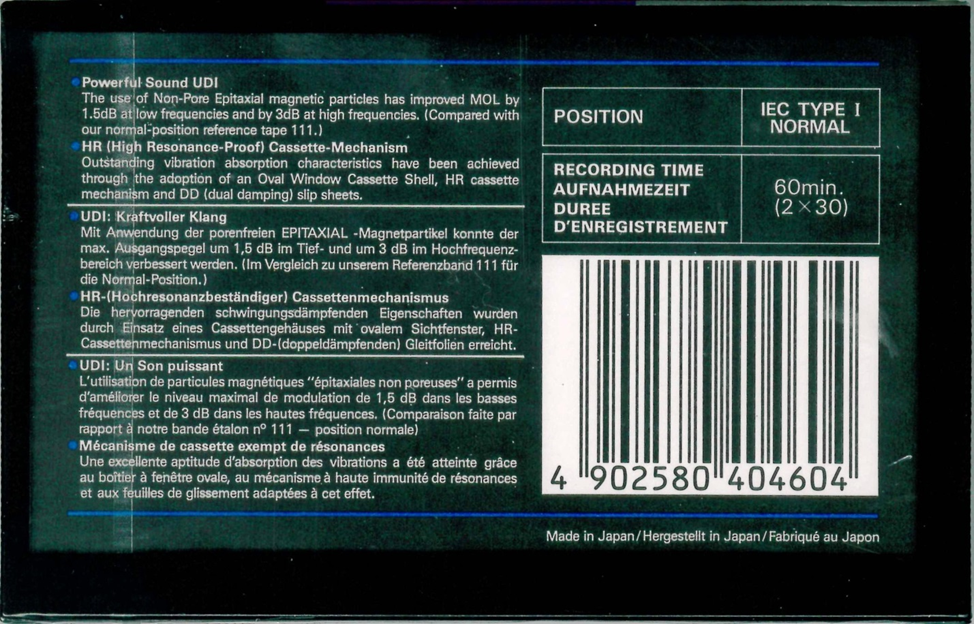 Powerful Sound UDI
The use of Non-Pore Epitaxial magnetic particles has improved MOL by
1.5dB at low frequencies and by 3dB at high frequencies. (Compared with
our normal-position reference tape 111.)
HR (High Resonance-Proof) Cassette-Mechanism
Outstanding vibration absorption characteristics have been achieved
through the adoption of an Oval Window Cassette Shell, HR cassette
mechanism and DD (dual damping) slip sheets.
UDI: Kraftvoller Klang
Mit Anwendung der porenfreien EPITAXIAL -Magnetpartikel konnte der
max. Ausgangspegel um 1,5 dB im Tief- und um 3 dB im Hochfrequenz-
bereich verbessert werden. (Im Vergleich zu unserem Referenzband 111 für
die Normal-Position.)
HR-(Hochresonanzbeständiger) Cassettenmechanismus
Die hervorragenden schwingungsdämpfenden Eigenschaften wurden
durch Einsatz eines Cassettengehäuses mit ovalem Sichtfenster, HR-
Cassettenmechanismus und DD-(doppeldämpfenden) Gleitfolien erreicht.
UDI: Un Son puissant
L'utilisation de particules magnétiques "épitaxiales non poreuses" a permis
d'améliorer le niveau maximal de modulation de 1,5 dB dans les basses
fréquences et de 3 dB dans les hautes fréquences. (Comparaison faite par
rapport à notre bande étalon nº 111 — position normale)
Mécanisme de cassette exempt de résonances
Une excellente aptitude d'absorption des vibrations a été atteinte grâce
au boîtier à fenêtre ovale, au mécanisme à haute immunité de résonances
et aux feuilles de glissement adaptées à cet effet.
POSITION
IEC TYPE I
NORMAL
RECORDING TIME
AUFNAHMEZEIT
DUREE
D'ENREGISTREMENT
60min.
(2×30)
4 902580 404604
Made in Japan/Hergestellt in Japan/Fabriqué au Japon